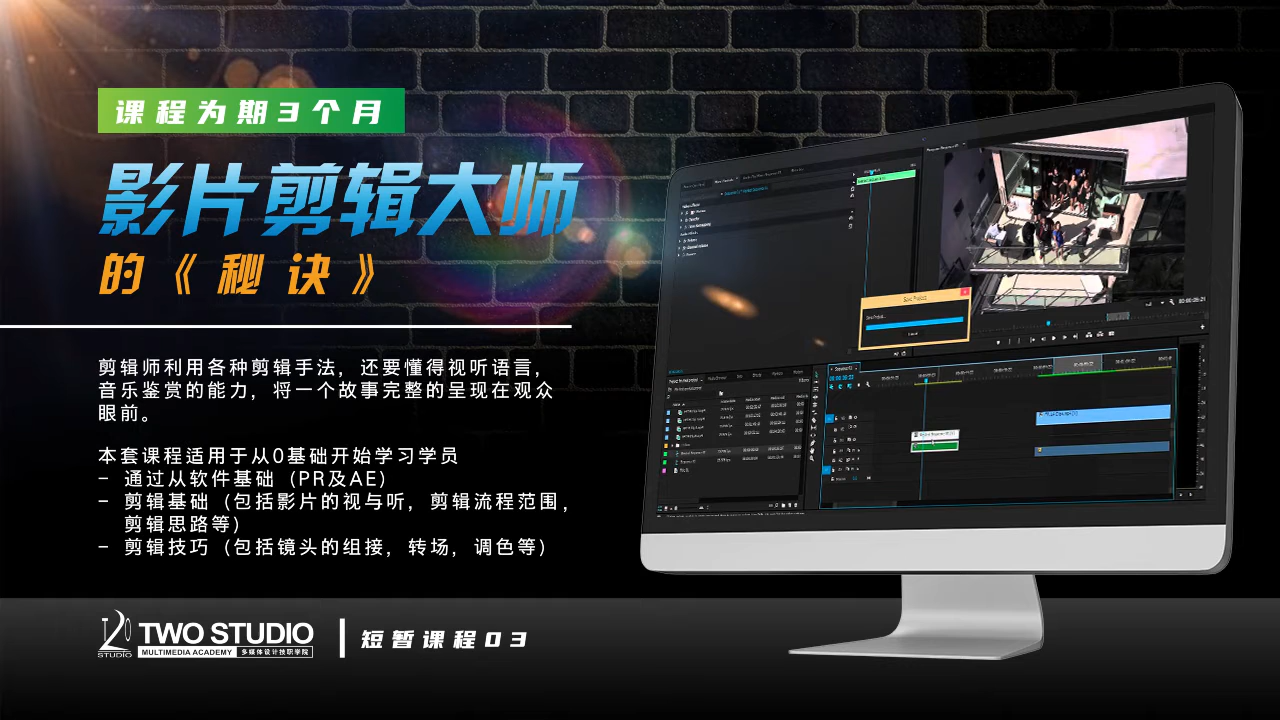 课程为期3个月
影片剪辑大师
的《秘诀》
剪辑师利用各种剪辑手法，还要懂得视听语言，
音乐鉴赏的能力，将一个故事完整的呈现在观众
眼前。
本套课程适用于从0基础开始学习学员
- 通过从软件基础（PR及AE）
- 剪辑基础（包括影片的视与听，剪辑流程范围，
剪辑思路等）
- 剪辑技巧（包括镜头的组接，转场，调色等）
STUDIO
TWO STUDIO
MULTIMEDIA ACADEMY 多媒体设计技职学院
短暂课程03
Save Project